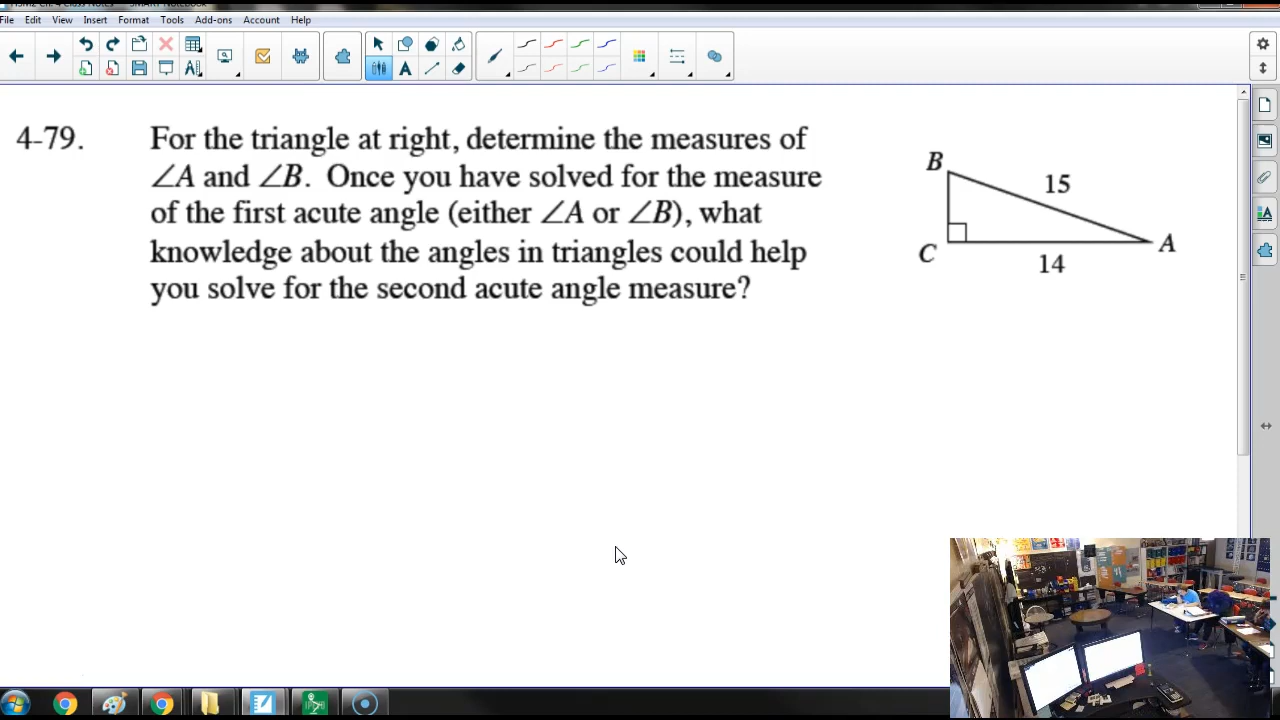 File Edit View Insert Format Tools Add-ons Account Help
4-79. For the triangle at right, determine the measures of
∠A and ∠B. Once you have solved for the measure
of the first acute angle (either ∠A or ∠B), what
knowledge about the angles in triangles could help
you solve for the second acute angle measure?
B
15
C
A
14